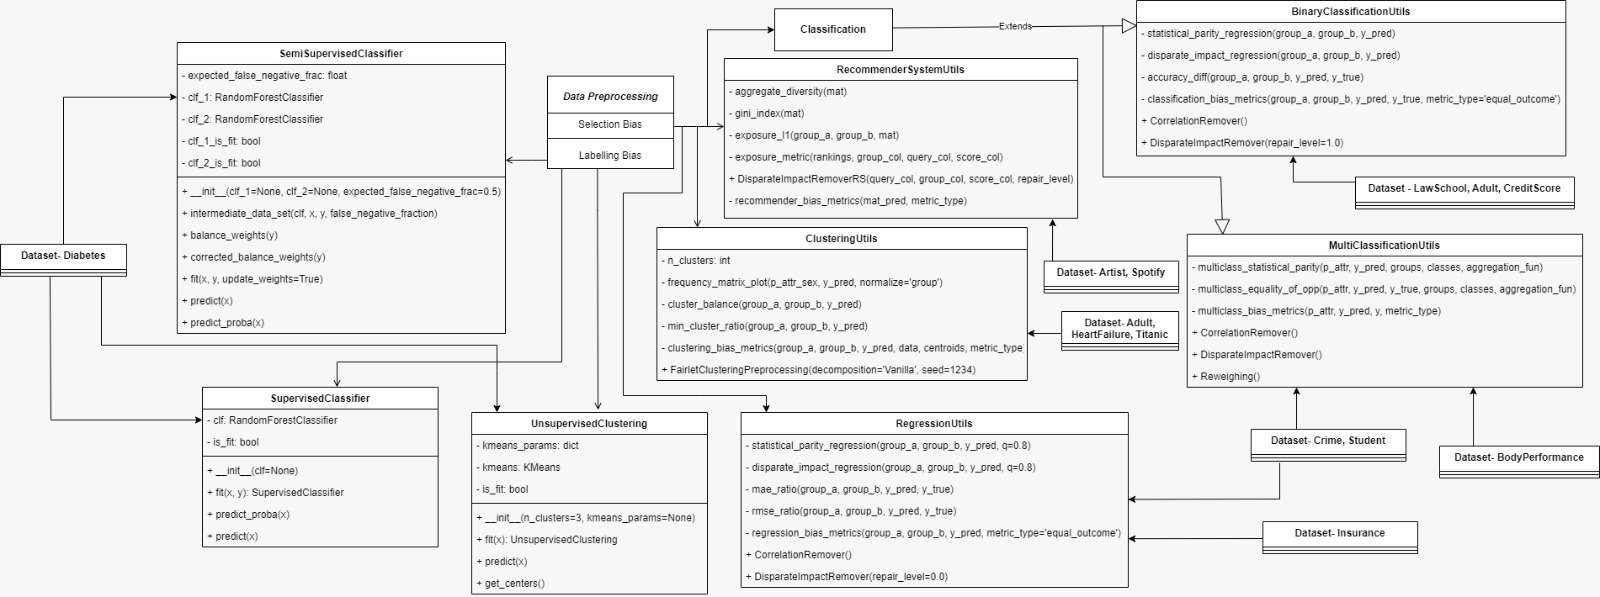 SemiSupervisedClassifier
- expected_false_negative_frac: float
- clf_1: RandomForestClassifier
- clf_2: RandomForestClassifier
- clf_1_is_fit: bool
- clf_2_is_fit: bool
+ __init__(clf_1=None, clf_2=None, expected_false_negative_frac=0.5)
+ intermediate_data_set(clf, x, y, false_negative_fraction)
+ balance_weights(y)
+ corrected_balance_weights(y)
+ fit(x, y, update_weights=True)
+ predict(x)
+ predict_proba(x)
Dataset- Diabetes
SupervisedClassifier
- clf: RandomForestClassifier
- is_fit: bool
+ __init__(clf=None)
+ fit(x, y): SupervisedClassifier
+ predict_proba(x)
+ predict(x)
Data Preprocessing
Selection Bias
Labelling Bias
UnsupervisedClustering
- kmeans_params: dict
- kmeans: KMeans
- is_fit: bool
+ __init__(n_clusters=3, kmeans_params=None)
+ fit(x): UnsupervisedClustering
+ predict(x)
+ get_centers()
Classification
Extends
RecommenderSystemUtils
- aggregate_diversity(mat)
- gini_index(mat)
- exposure_l1(group_a, group_b, mat)
- exposure_metric(rankings, group_col, query_col, score_col)
+ DisparateImpactRemoverRS(query_col, group_col, score_col, repair_level)
- recommender_bias_metrics(mat_pred, metric_type)
Dataset- Artist, Spotify
ClusteringUtils
- n_clusters: int
- frequency_matrix_plot(p_attr_sex, y_pred, normalize='group')
- cluster_balance(group_a, group_b, y_pred)
- min_cluster_ratio(group_a, group_b, y_pred)
- clustering_bias_metrics(group_a, group_b, y_pred, data, centroids, metric_type
+ FairletClusteringPreprocessing(decomposition='Vanilla', seed=1234)
Dataset- Adult,
HeartFailure, Titanic
RegressionUtils
- statistical_parity_regression(group_a, group_b, y_pred, q=0.8)
- disparate_impact_regression(group_a, group_b, y_pred, q=0.8)
- mae_ratio(group_a, group_b, y_pred, y_true)
- rmse_ratio(group_a, group_b, y_pred, y_true)
- regression_bias_metrics(group_a, group_b, y_pred, metric_type='equal_outcome')
+ CorrelationRemover()
+ DisparateImpactRemover(repair_level=0.0)
BinaryClassificationUtils
- statistical_parity_regression(group_a, group_b, y_pred)
- disparate_impact_regression(group_a, group_b, y_pred)
- accuracy_diff(group_a, group_b, y_pred, y_true)
- classification_bias_metrics(group_a, group_b, y_pred, y_true, metric_type='equal_outcome')
+ CorrelationRemover()
+ DisparateImpactRemover(repair_level=1.0)
Dataset - LawSchool, Adult, CreditScore
MultiClassificationUtils
- multiclass_statistical_parity(p_attr, y_pred, groups, classes, aggregation_fun)
- multiclass_equality_of_opp(p_attr, y_pred, y_true, groups, classes, aggregation_fun)
- multiclass_bias_metrics(p_attr, y_pred, y, metric_type)
+ CorrelationRemover()
+ DisparateImpactRemover()
+ Reweighing()
Dataset- Crime, Student
Dataset- BodyPerformance
Dataset- Insurance